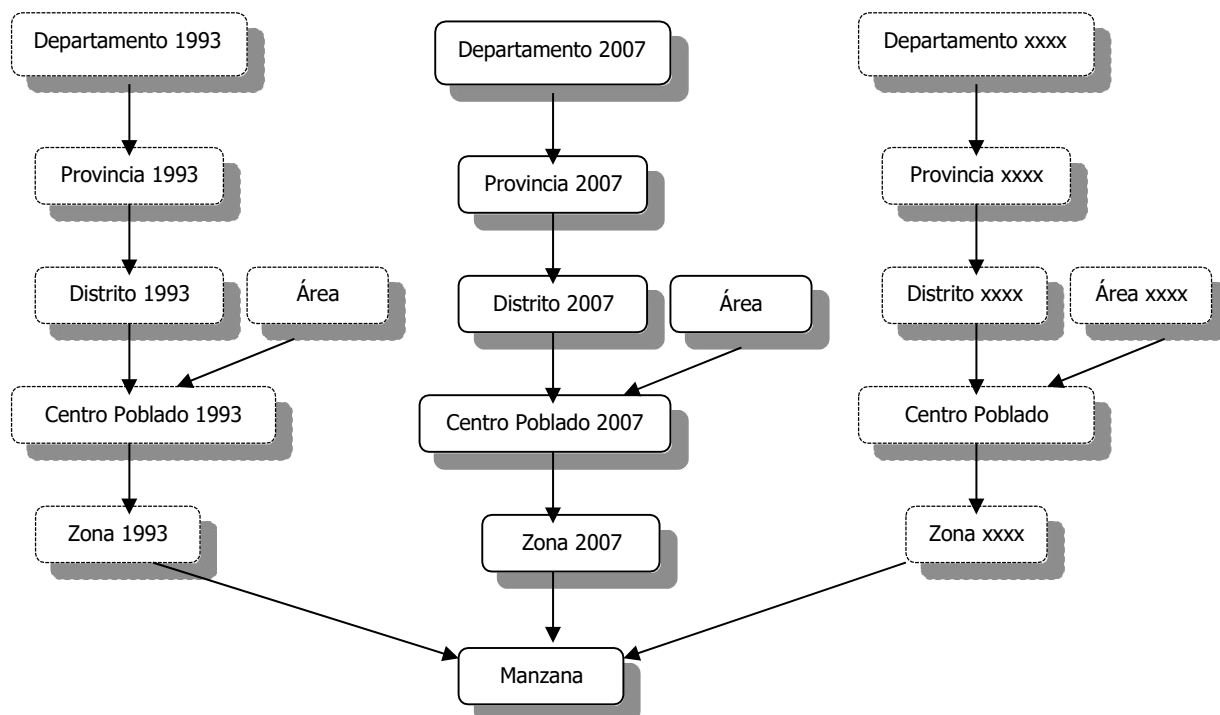 Departamento 1993
Departamento 2007
Departamento xxxx
Provincia 1993
Provincia 2007
Provincia xxxx
Distrito 1993
Área
Distrito 2007
Área
Distrito xxxx
Área xxxx
Centro Poblado 1993
Centro Poblado 2007
Centro Poblado
Zona 1993
Zona 2007
Zona xxxx
Manzana